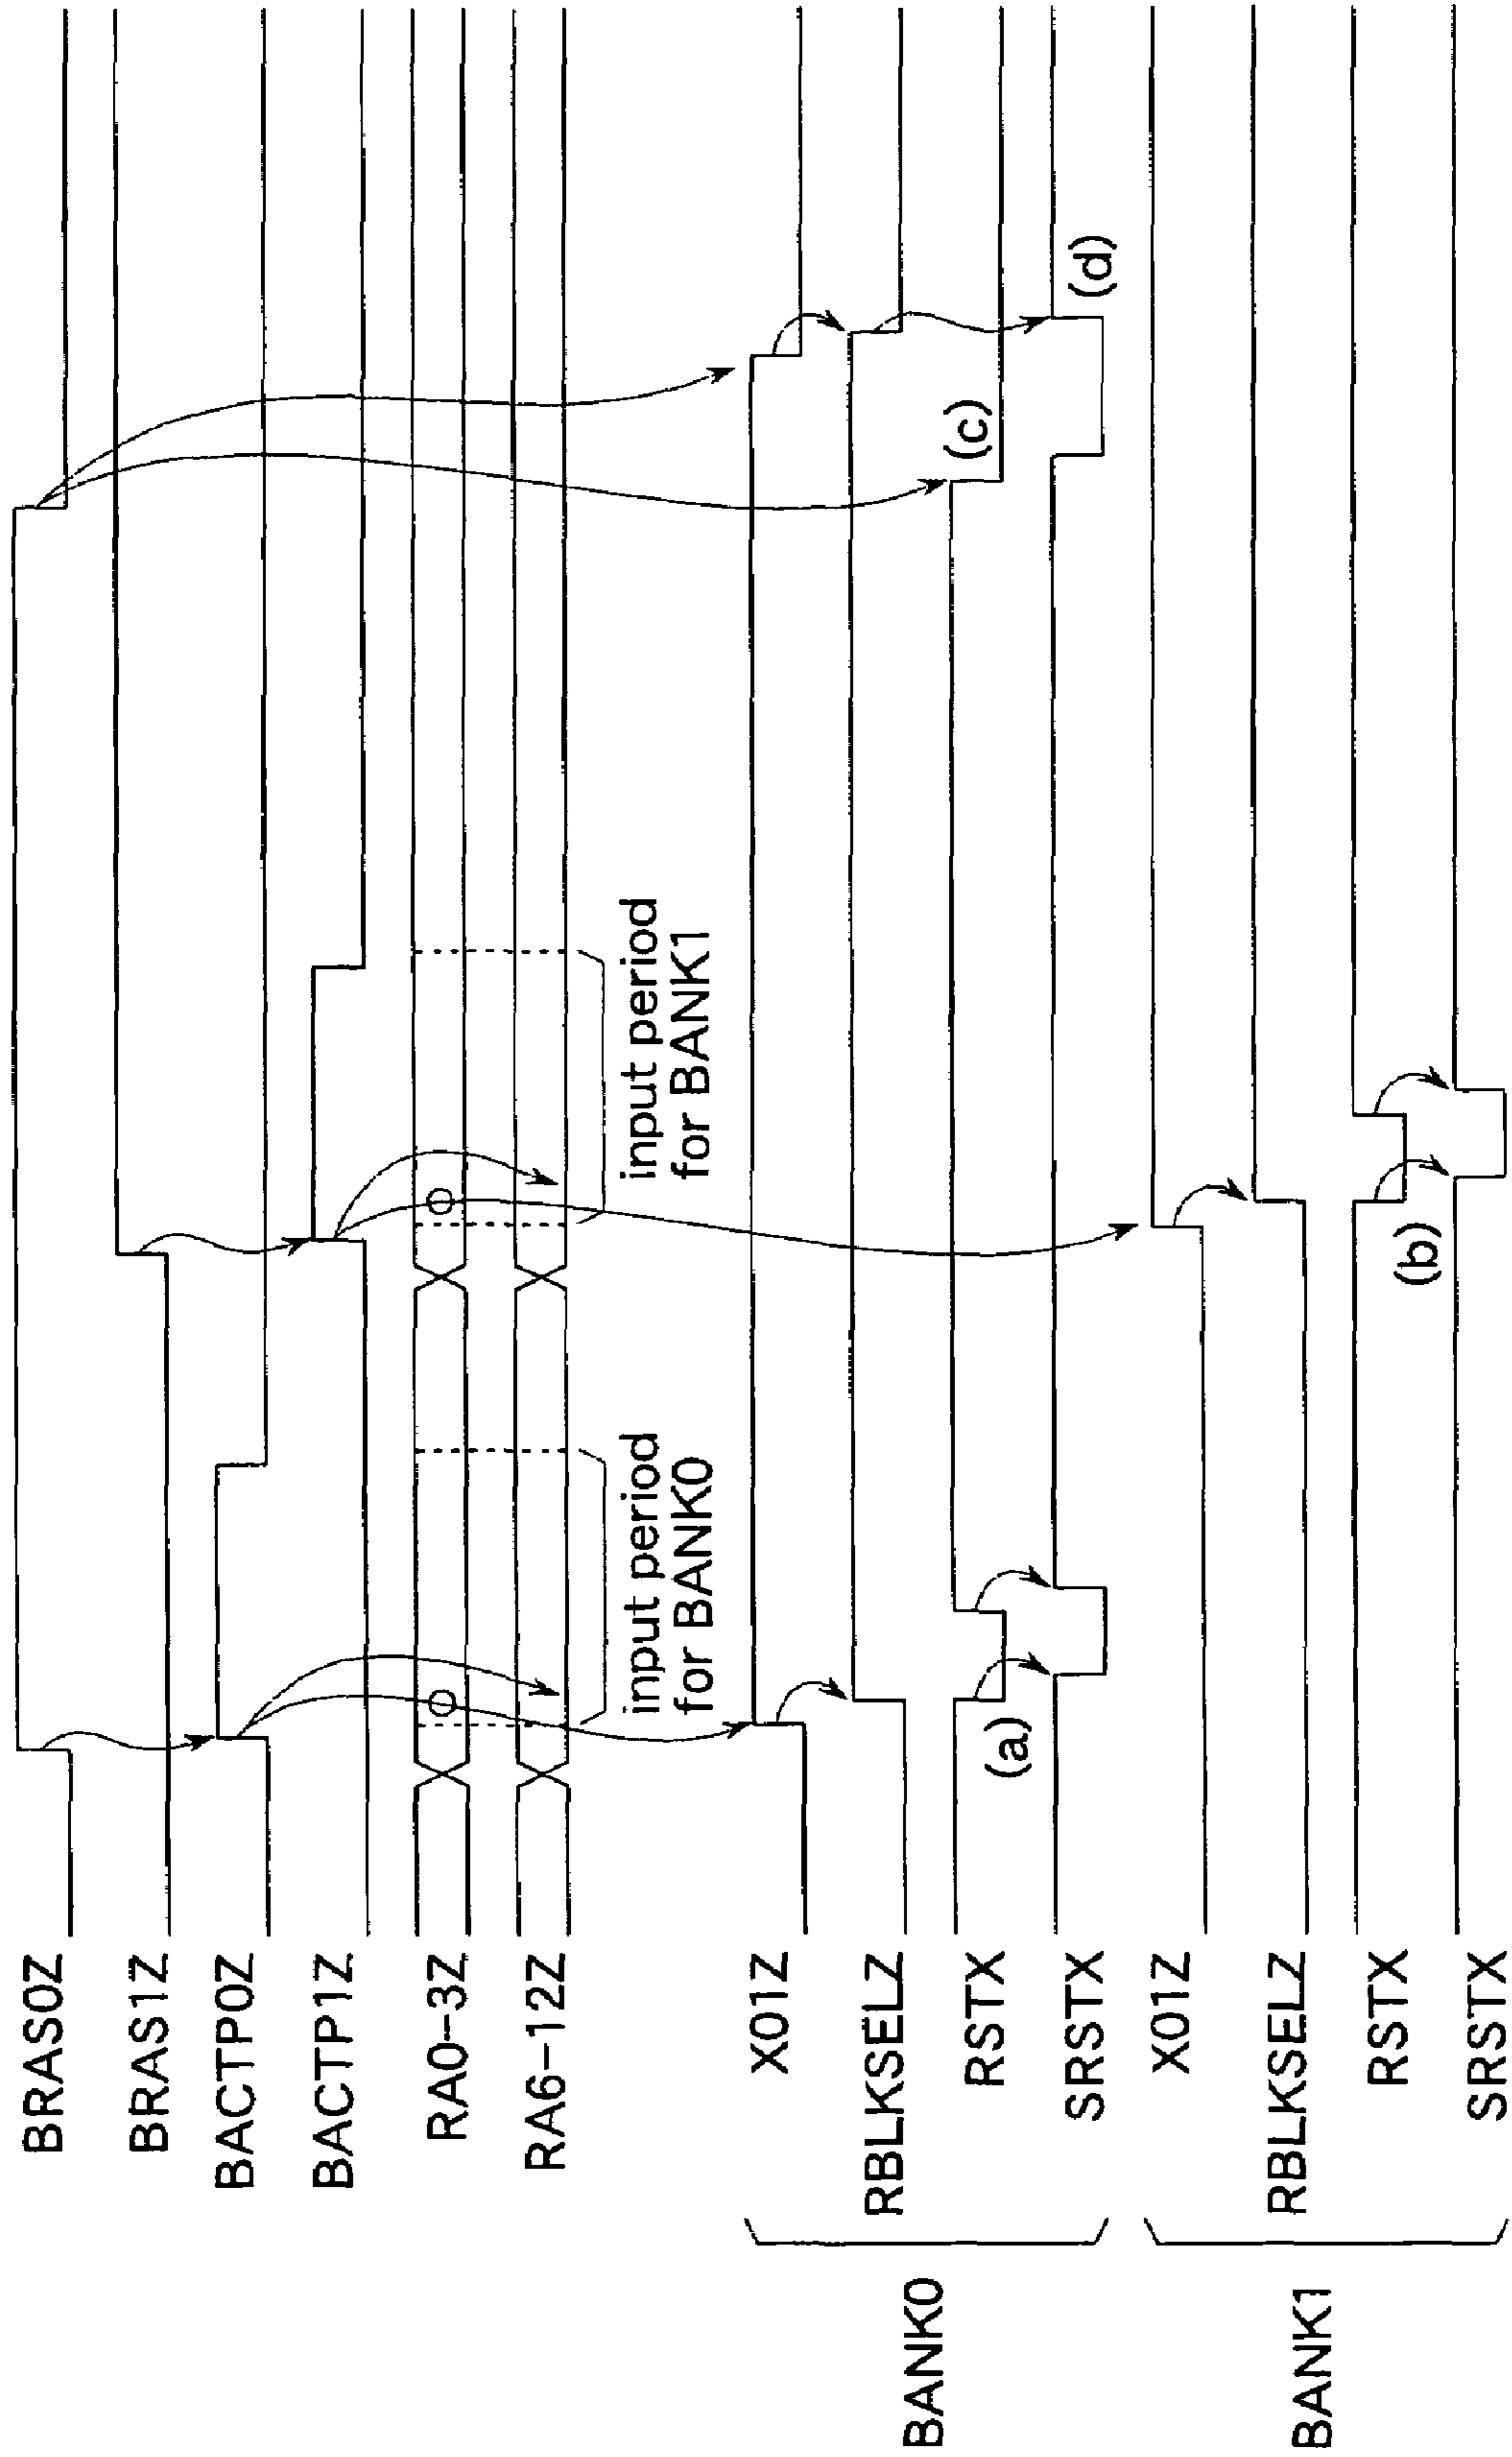 BRAS0Z
BRAS1Z
BACTP0Z
BACTP1Z
RA0-3Z
RA6-12Z
input period
for BANK0
input period
for BANK1
BANK0
X01Z
RBLKSELZ
RSTX
(a)
(c)
SRSTX
(d)
BANK1
X01Z
RBLKSELZ
RSTX
(b)
SRSTX